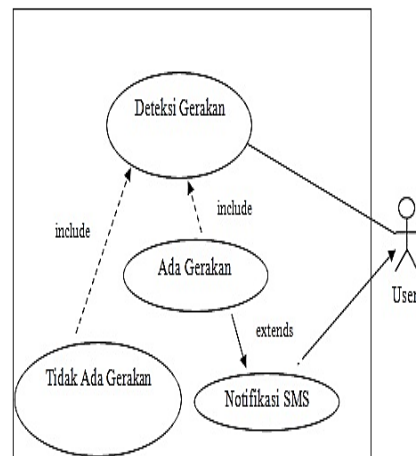 Deteksi Gerakan
include
include
Ada Gerakan
User
extends
Tidak Ada Gerakan
Notifikasi SMS